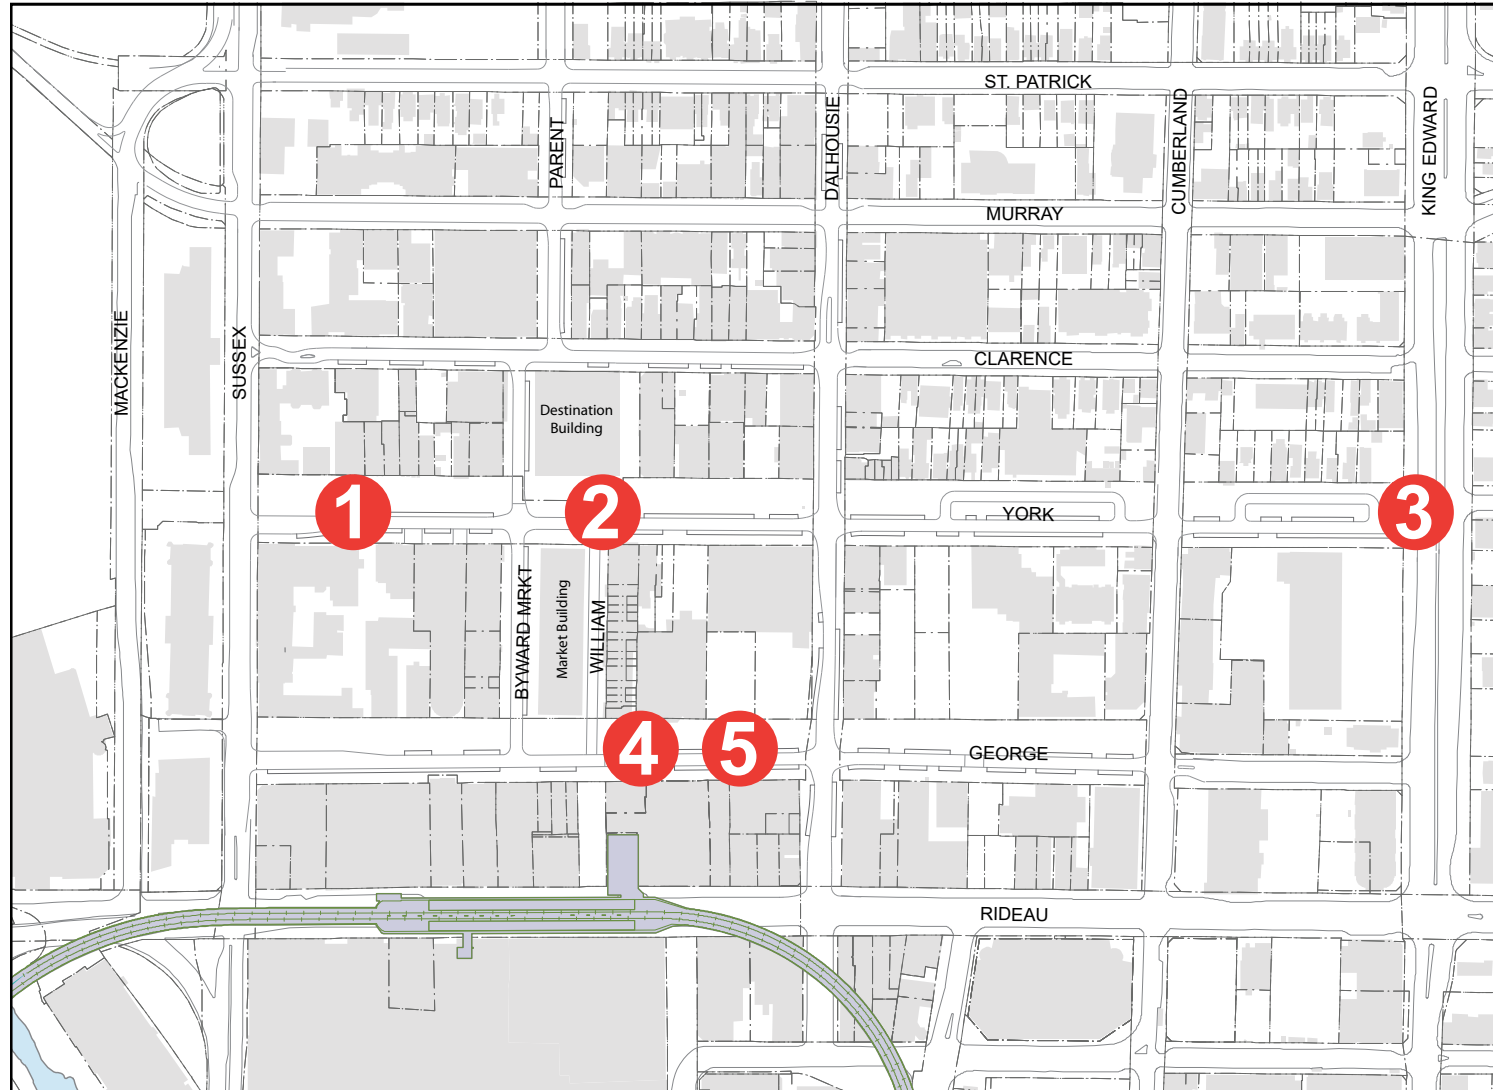 ST. PATRICK
PARENT
DALHOUSIE
CUMBERLAND
KING EDWARD
MURRAY
MACKENZIE
SUSSEX
CLARENCE
Destination
Building
1
2
3
YORK
BYWARD MRKT
Market Building
WILLIAM
4
5
GEORGE
RIDEAU